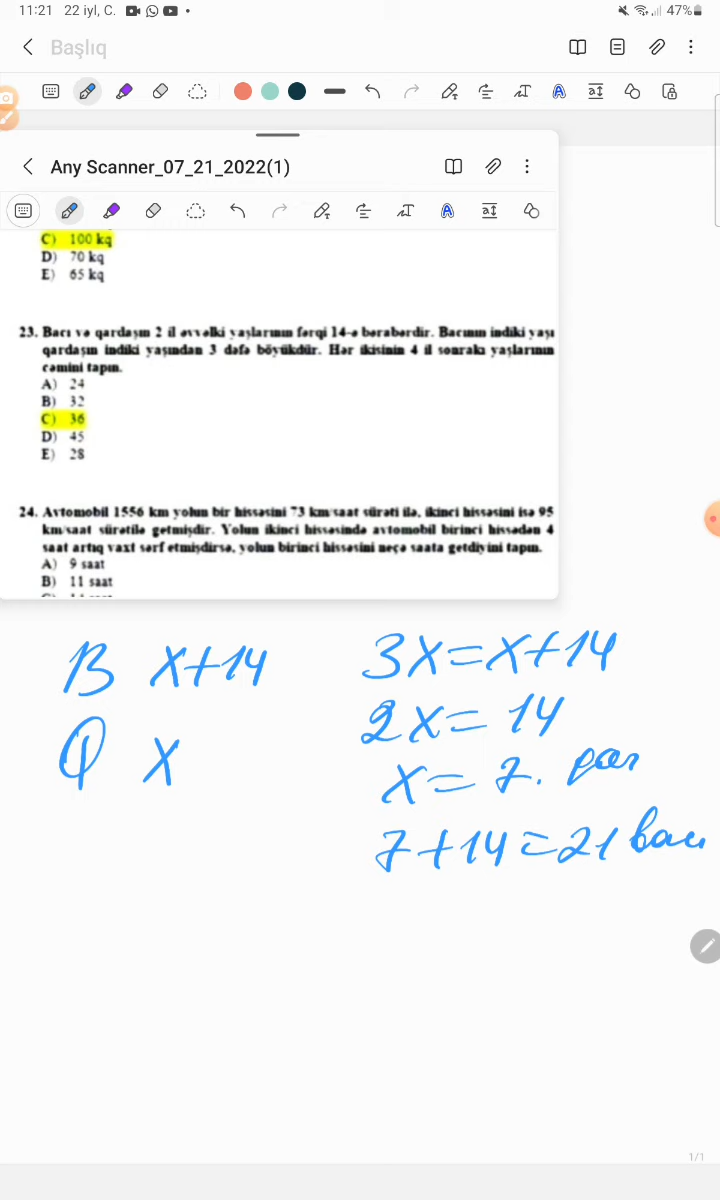 11:21 22 iyl, C. • 47%
Başlıq
Any Scanner_07_21_2022(1)
C) 100 kq
D) 70 kq
E) 65 kq
23. Bacı və qardaşın 2 il əvvəlki yaşlarının fərqi 14-ə bərabərdir. Bacının indiki yaşı
qardaşın indiki yaşından 3 dəfə böyükdür. Hər ikisinin 4 il sonrakı yaşlarının
cəmini tapın.
A) 24
B) 32
C) 36
D) 45
E) 28
24. Avtomobil 1556 km yolun bir hissəsini 73 km/saat sürəti ilə, ikinci hissəsini isə 95
km/saat sürətilə getmişdir. Yolun ikinci hissəsində avtomobil birinci hissədən 4
saat artıq vaxt sərf etmişdirsə, yolun birinci hissəsini neçə saata getdiyini tapın.
A) 9 saat
B) 11 saat
B x+14
Q x
3x=x+14
2x=14
x=7.
7+14=21 bacı
1/1